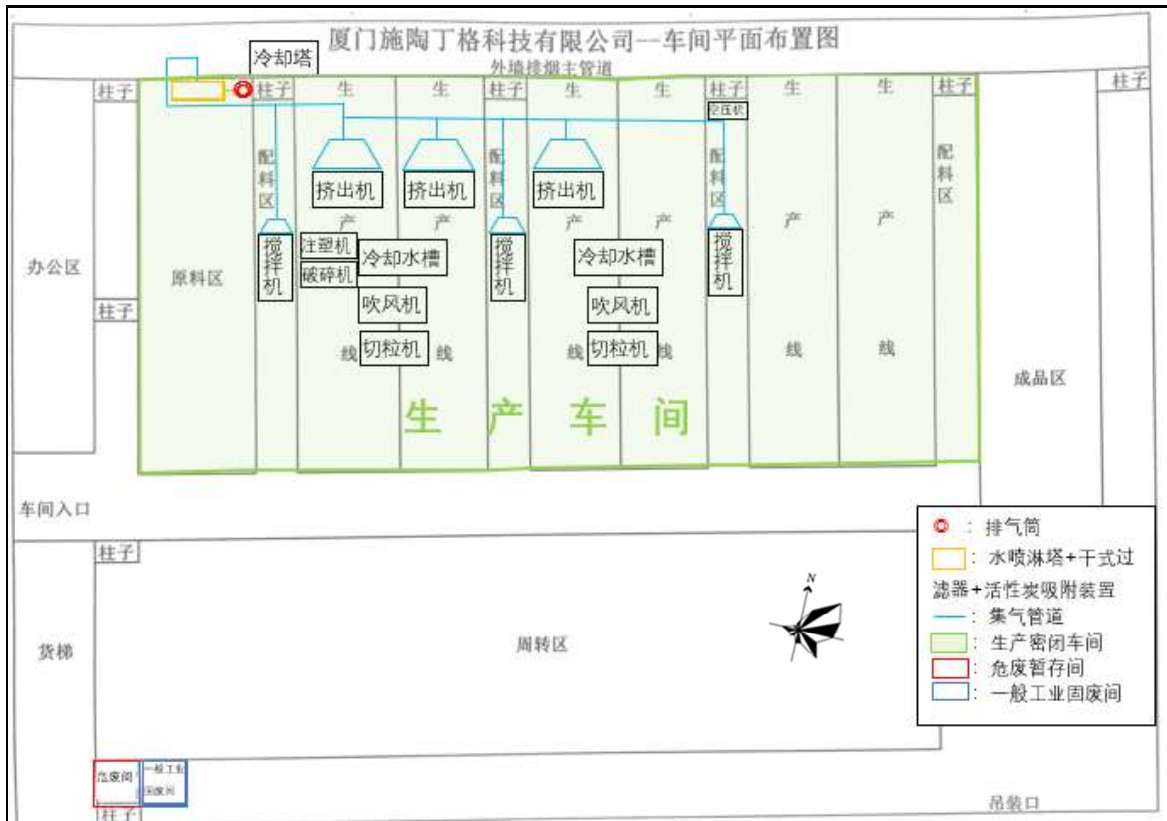 厦门施陶丁格科技有限公司--车间平面布置图
冷却塔
外墙排烟主管道
柱子
柱子
生
柱子
生
生
柱子
生
生
柱子
柱子
空压机
配料区
配料区
配料区
配料区
挤出机
挤出机
挤出机
产
产
产
产
产
办公区
原料区
搅拌机
注塑机
破碎机
冷却水槽
搅拌机
冷却水槽
搅拌机
吹风机
吹风机
柱子
线
切粒机
线
线
切粒机
线
线
线
成品区
生产车间
车间入口
柱子
货梯
周转区
N
:排气筒
:水喷淋塔+干式过
滤器+活性炭吸附装置
:集气管道
:生产密闭车间
:危废暂存间
:一般工业固废间
危废间
一般工业
固废间
柱子
吊装口